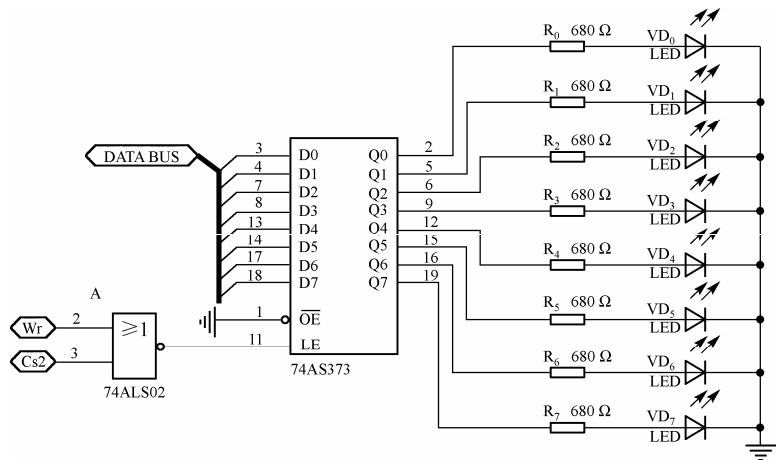 R0 680 Ω
VD0
LED
R1 680 Ω
VD1
LED
R2 680 Ω
VD2
LED
R3 680 Ω
VD3
LED
R4 680 Ω
VD4
LED
R5 680 Ω
VD5
LED
R6 680 Ω
VD6
LED
R7 680 Ω
VD7
LED
DATA BUS
3 D0 Q0 2
4 D1 Q1 5
7 D2 Q2 6
8 D3 Q3 9
13 D4 Q4 12
14 D5 Q5 15
17 D6 Q6 16
18 D7 Q7 19
1 OE
11 LE
74AS373
A
Wr 2
Cs2 3
≥1
74ALS02